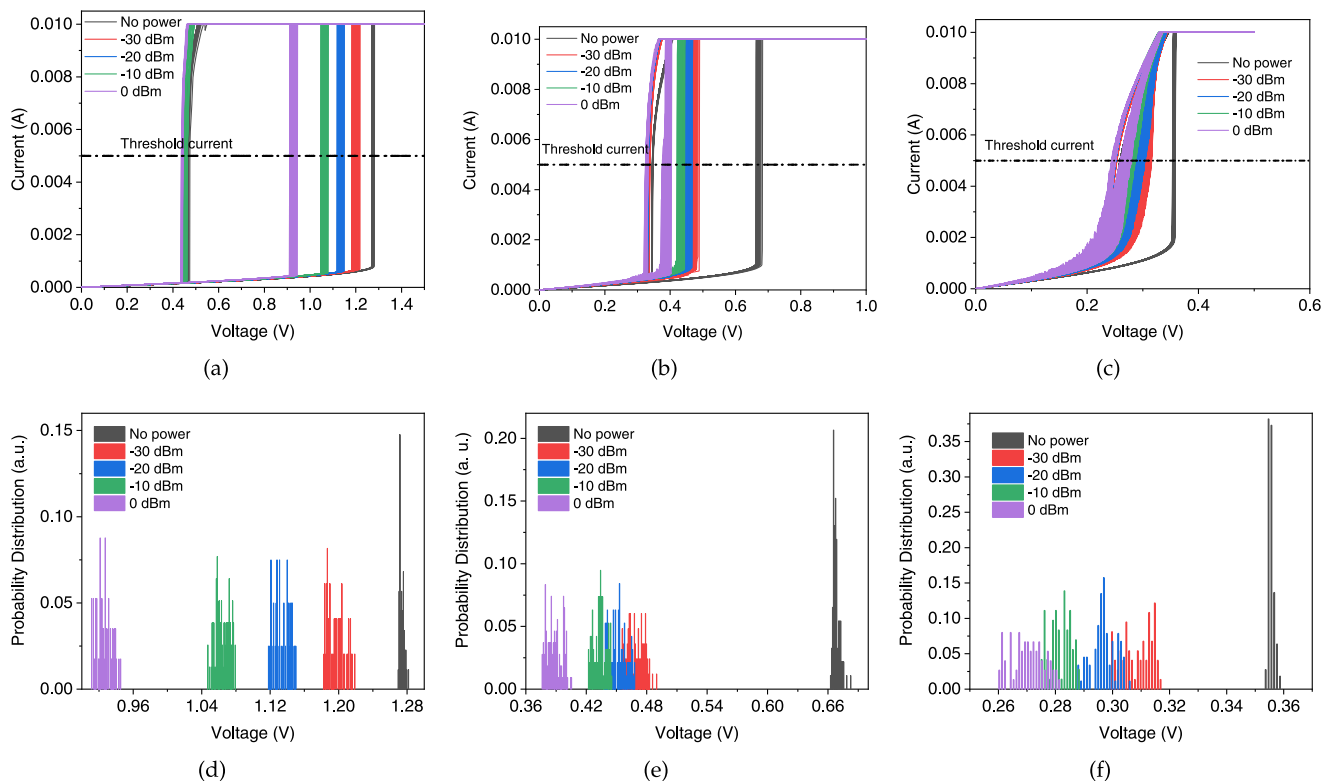 No power
-30 dBm
-20 dBm
-10 dBm
0 dBm
Threshold current
Current (A)
0.010
0.008
0.006
0.004
0.002
0.000
0.0 0.2 0.4 0.6 0.8 1.0 1.2 1.4
Voltage (V)
(a)
No power
-30 dBm
-20 dBm
-10 dBm
0 dBm
Threshold current
Current (A)
0.010
0.008
0.006
0.004
0.002
0.000
0.0 0.2 0.4 0.6 0.8 1.0
Voltage (V)
(b)
No power
-30 dBm
-20 dBm
-10 dBm
0 dBm
Threshold current
Current (A)
0.010
0.008
0.006
0.004
0.002
0.000
0.0 0.2 0.4 0.6
Voltage (V)
(c)
No power
-30 dBm
-20 dBm
-10 dBm
0 dBm
Probability Distribution (a.u.)
0.15
0.10
0.05
0.00
0.96 1.04 1.12 1.20 1.28
Voltage (V)
(d)
No power
-30 dBm
-20 dBm
-10 dBm
0 dBm
Probability Distribution (a. u.)
0.20
0.15
0.10
0.05
0.00
0.36 0.42 0.48 0.54 0.60 0.66
Voltage (V)
(e)
No power
-30 dBm
-20 dBm
-10 dBm
0 dBm
Probability Distribution (a.u.)
0.35
0.30
0.25
0.20
0.15
0.10
0.05
0.00
0.26 0.28 0.30 0.32 0.34 0.36
Voltage (V)
(f)